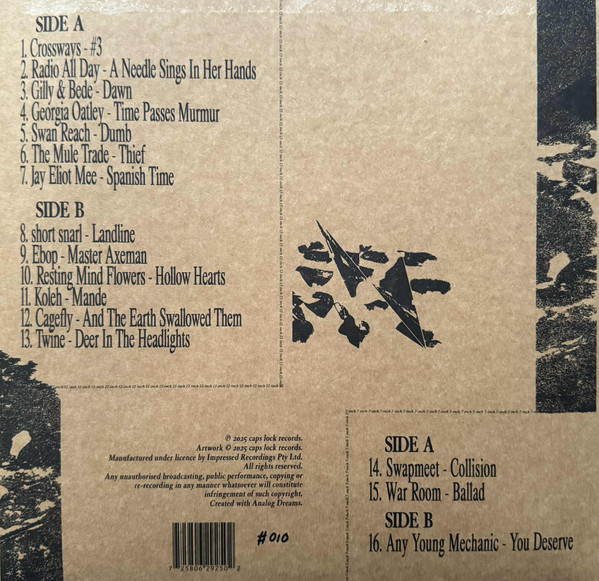 SIDE A
1. Crossways - #3
2. Radio All Day - A Needle Sings In Her Hands
3. Gilly & Bede - Dawn
4. Georgia Oatley - Time Passes Murmur
5. Swan Reach - Dumb
6. The Mule Trade - Thief
7. Jay Eliot Mee - Spanish Time
SIDE B
8. short snarl - Landline
9. Ebop - Master Axeman
10. Resting Mind Flowers - Hollow Hearts
11. Koleh - Mande
12. Cagefly - And The Earth Swallowed Them
13. Twine - Deer In The Headlights
℗ 2025 caps lock records.
Artwork © 2025 caps lock records.
Manufactured under licence by Impressed Recordings Pty Ltd.
All rights reserved.
Any unauthorised broadcasting, public performance, copying or
re-recording in any manner whatsoever will constitute
infringement of such copyright.
Created with Analog Dreams.
#010
7 25806 29250 2
SIDE A
14. Swapmeet - Collision
15. War Room - Ballad
SIDE B
16. Any Young Mechanic - You Deserve